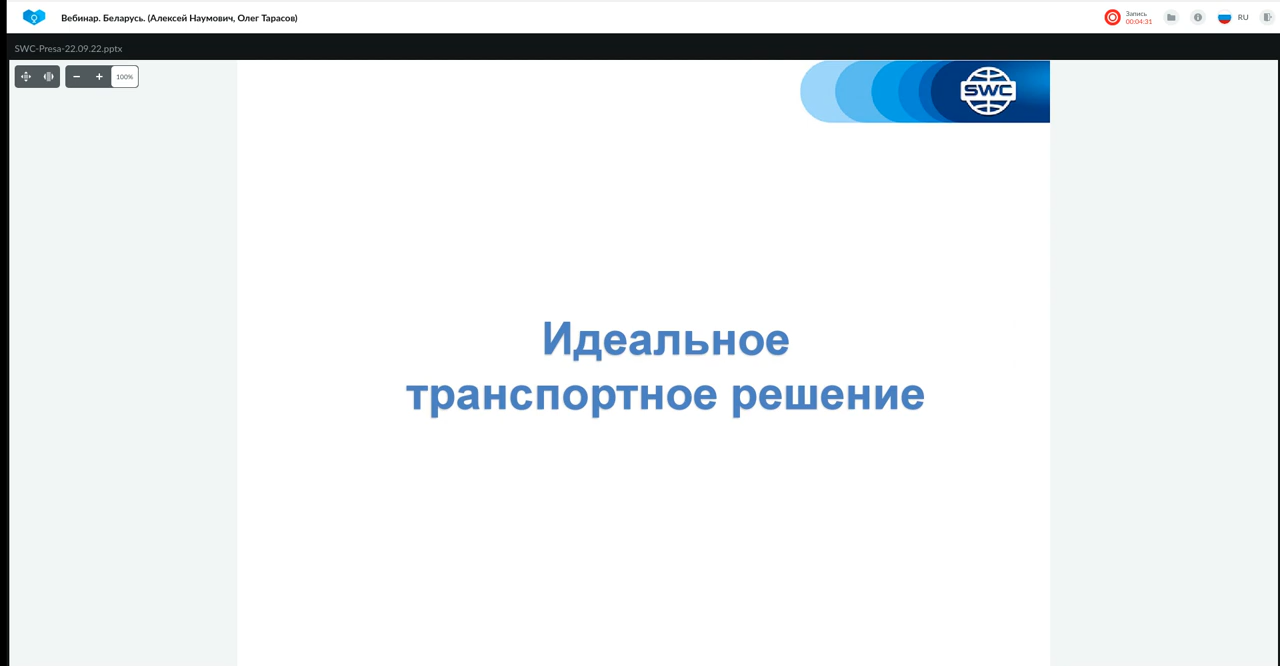 Вебинар. Беларусь. (Алексей Наумович, Олег Тарасов)
Запись
00:04:31
RU
SWC-Presa-22.09.22.pptx
100%
SWC
Идеальное
транспортное решение